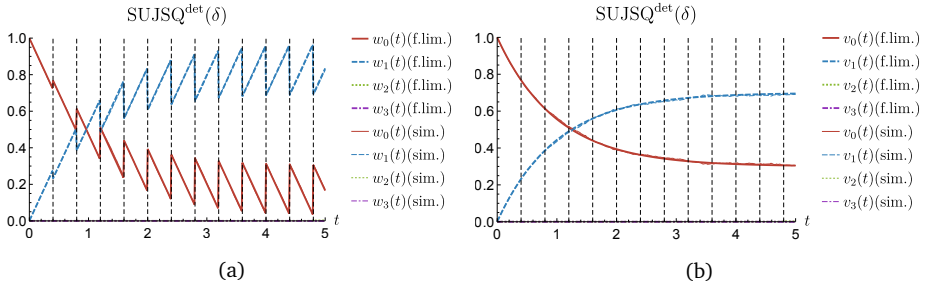 SUJSQ^det(δ)
1.0
0.8
0.6
0.4
0.2
0.0
0 1 2 3 4 5 t
w_0(t)(f.lim.)
w_1(t)(f.lim.)
w_2(t)(f.lim.)
w_3(t)(f.lim.)
w_0(t)(sim.)
w_1(t)(sim.)
w_2(t)(sim.)
w_3(t)(sim.)
(a)
SUJSQ^det(δ)
1.0
0.8
0.6
0.4
0.2
0.0
0 1 2 3 4 5 t
v_0(t)(f.lim.)
v_1(t)(f.lim.)
v_2(t)(f.lim.)
v_3(t)(f.lim.)
v_0(t)(sim.)
v_1(t)(sim.)
v_2(t)(sim.)
v_3(t)(sim.)
(b)